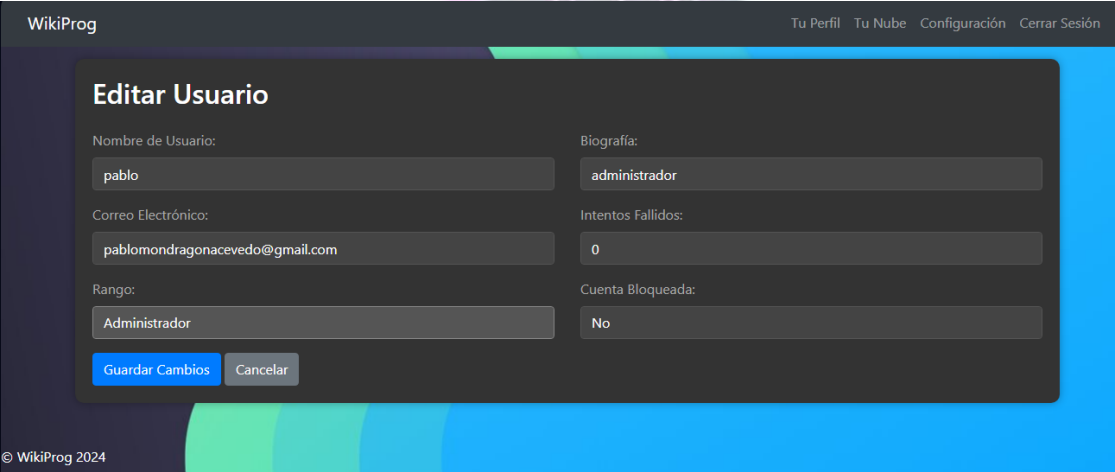 WikiProg
Tu Perfil Tu Nube Configuración Cerrar Sesión
Editar Usuario
Nombre de Usuario:
pablo
Biografía:
administrador
Correo Electrónico:
pablomondragonacevedo@gmail.com
Intentos Fallidos:
0
Rango:
Administrador
Cuenta Bloqueada:
No
Guardar Cambios Cancelar
© WikiProg 2024